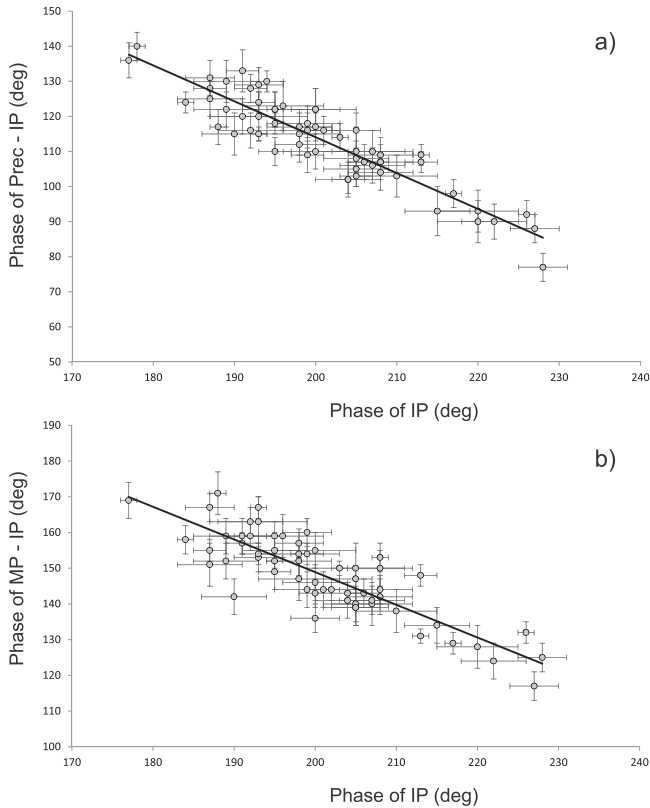 a)
Phase of Prec - IP (deg)
150
140
130
120
110
100
90
80
70
60
50
170 180 190 200 210 220 230 240
Phase of IP (deg)
b)
Phase of MP - IP (deg)
190
180
170
160
150
140
130
120
110
100
170 180 190 200 210 220 230 240
Phase of IP (deg)